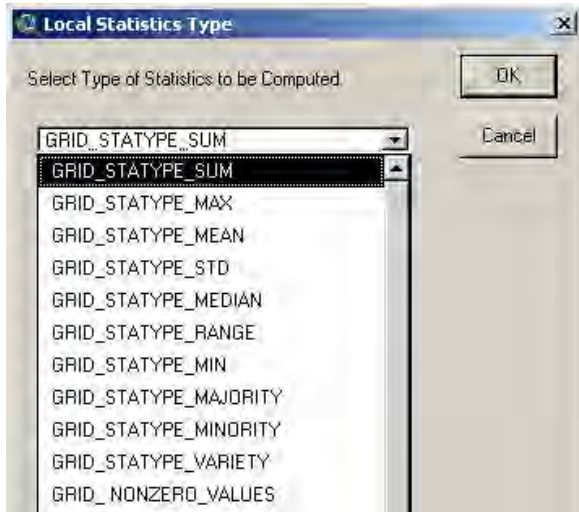 Local Statistics Type
Select Type of Statistics to be Computed
OK
Cancel
GRID_STATYPE_SUM
GRID_STATYPE_SUM
GRID_STATYPE_MAX
GRID_STATYPE_MEAN
GRID_STATYPE_STD
GRID_STATYPE_MEDIAN
GRID_STATYPE_RANGE
GRID_STATYPE_MIN
GRID_STATYPE_MAJORITY
GRID_STATYPE_MINORITY
GRID_STATYPE_VARIETY
GRID_ NONZERO_VALUES